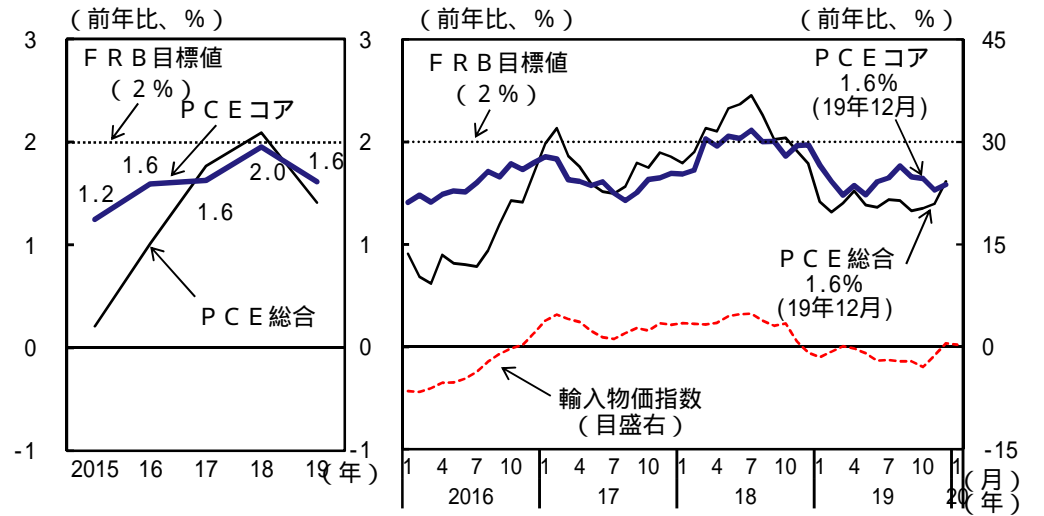 (前年比、%)
3
2
1
0
-1
FRB目標値
(2%)
PCEコア
1.2
1.6
1.6
2.0
1.6
PCE総合
2015 16 17 18 19 (年)
(前年比、%)
3
2
1
0
-1
(前年比、%)
45
30
15
0
-15
FRB目標値
(2%)
PCEコア
1.6%
(19年12月)
PCE総合
1.6%
(19年12月)
輸入物価指数
(目盛右)
1 4 7 10 1 4 7 10 1 4 7 10 1 4 7 10 1 (月)
2016 17 18 19 20 (年)